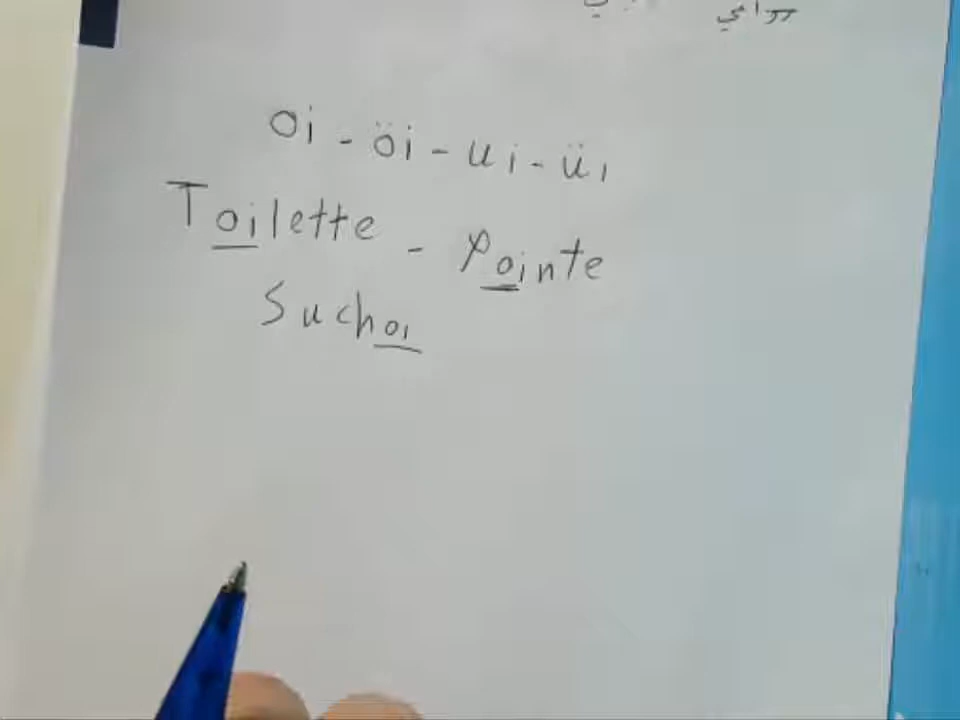 oi - öi - ui - üi
Toilette - Pointe
Suchoi